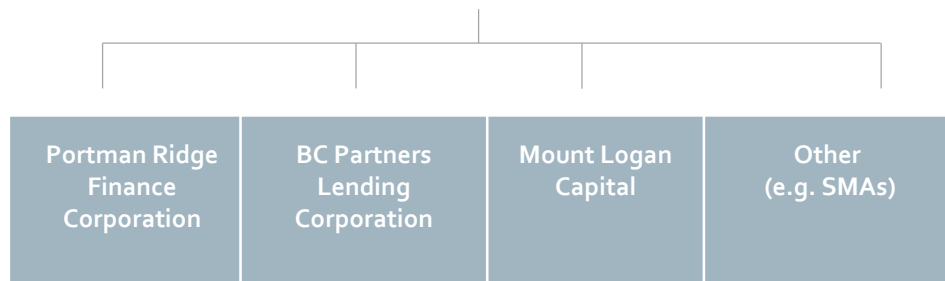 Portman Ridge
Finance
Corporation
BC Partners
Lending
Corporation
Mount Logan
Capital
Other
(e.g. SMAs)